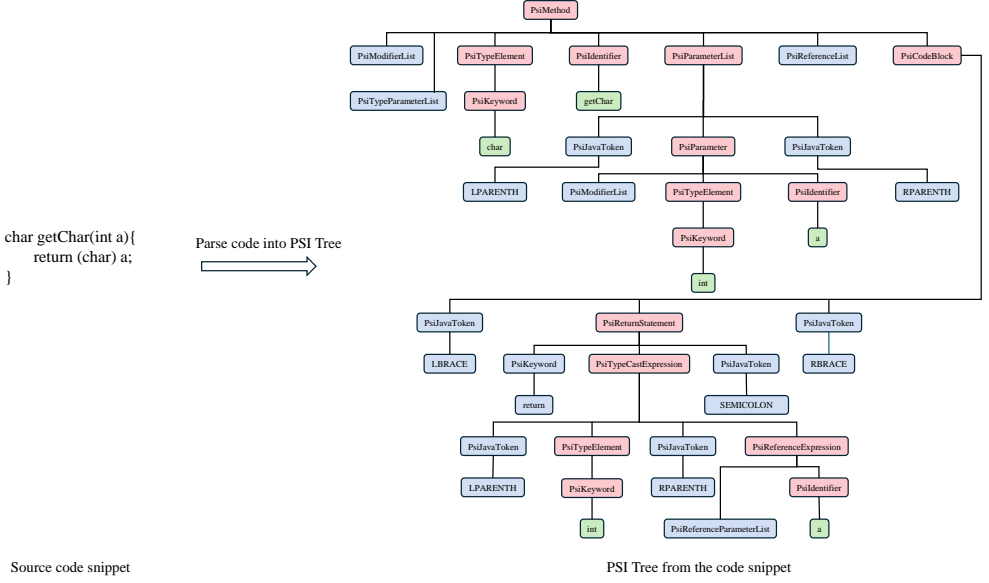 PsiMethod
PsiModifierList
PsiTypeElement
PsiIdentifier
PsiParameterList
PsiReferenceList
PsiCodeBlock
PsiTypeParameterList
PsiKeyword
getChar
char
PsiJavaToken
PsiParameter
PsiJavaToken
LPARENTH
PsiModifierList
PsiTypeElement
PsiIdentifier
RPARENTH
PsiKeyword
a
int
char getChar(int a){
return (char) a;
}
Parse code into PSI Tree
PsiJavaToken
PsiReturnStatement
PsiJavaToken
LBRACE
PsiKeyword
PsiTypeCastExpression
PsiJavaToken
RBRACE
return
SEMICOLON
PsiJavaToken
PsiTypeElement
PsiJavaToken
PsiReferenceExpression
LPARENTH
PsiKeyword
RPARENTH
PsiIdentifier
int
PsiReferenceParameterList
a
Source code snippet
PSI Tree from the code snippet